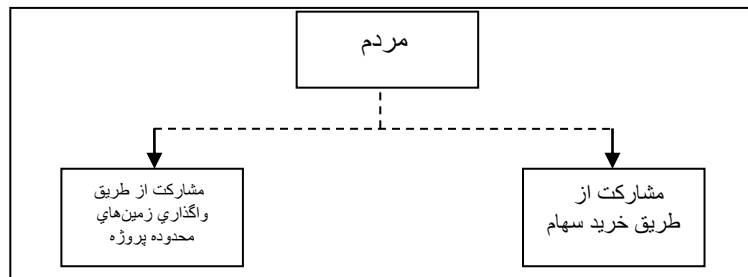 مردم
مشارکت از
طریق خرید سهام
مشارکت از طریق
واگذاري زمین‌هاي
محدوده پروژه